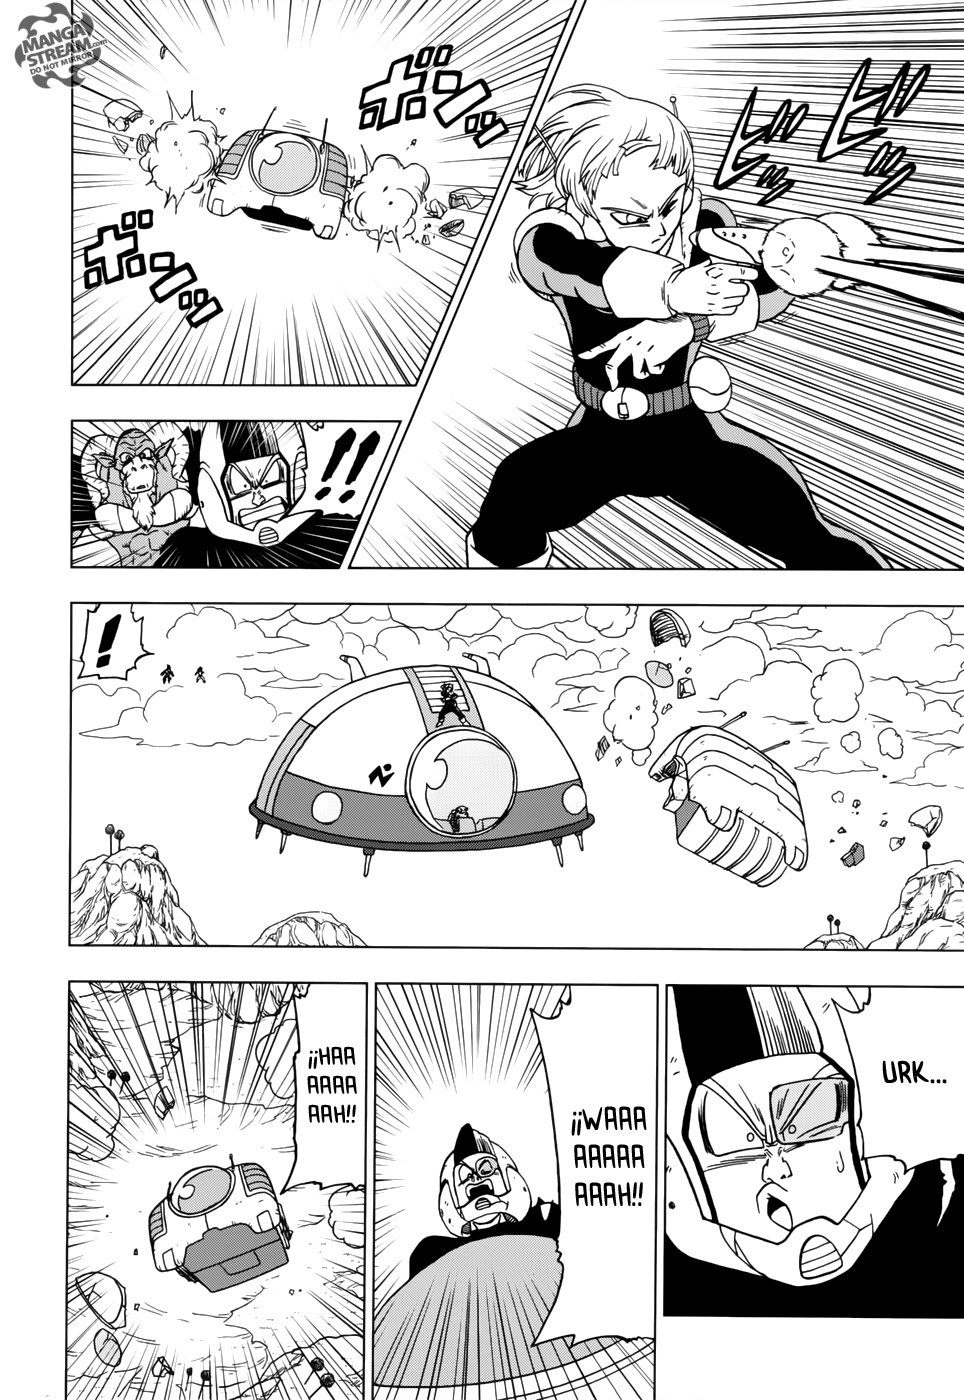 MANGA
STREAM.com
DO NOT MIRROR
ビッ
ビッ
ボンッ
ボンッ
!!
!
URK...
¡¡WAAA
AAAAA
AAAH!!
¡¡HAA
AAAA
AAH!!